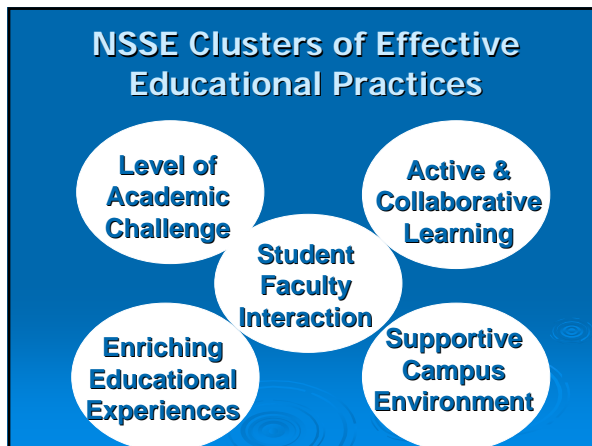 NSSE Clusters of Effective
Educational Practices
Level of
Academic
Challenge
Active &
Collaborative
Learning
Student
Faculty
Interaction
Enriching
Educational
Experiences
Supportive
Campus
Environment